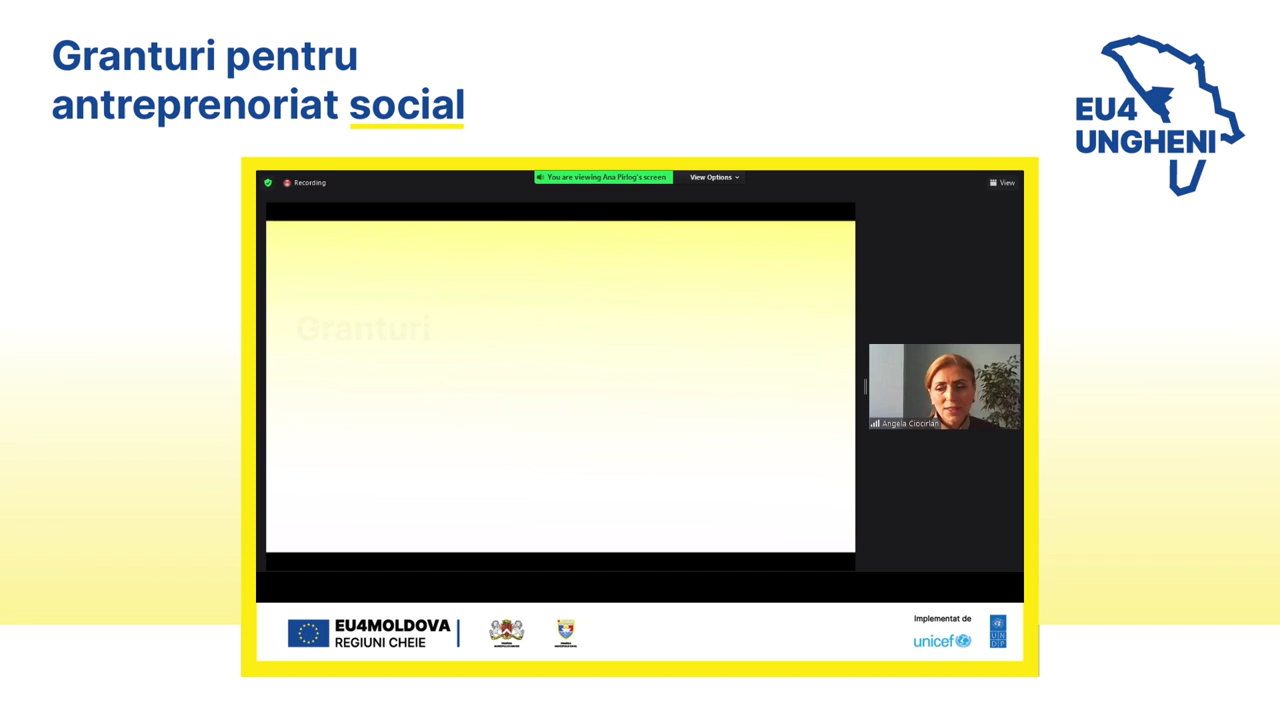 Granturi pentru
antreprenoriat social
EU4
UNGHENI
Recording
You are viewing Ana Pirlog's screen
View Options
View
Granturi
Angela Ciocirlan
EU4MOLDOVA
REGIUNI CHEIE
Implementat de
unicef
U N
D P